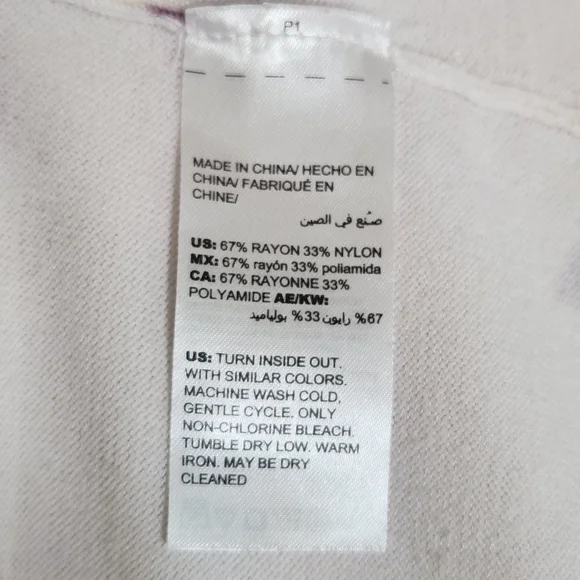 P1
MADE IN CHINA/ HECHO EN
CHINA/ FABRIQUÉ EN
CHINE/
صنع في الصين
US: 67% RAYON 33% NYLON
MX: 67% rayón 33% poliamida
CA: 67% RAYONNE 33%
POLYAMIDE AE/KW:
67% رايون 33% بولياميد
US: TURN INSIDE OUT.
WITH SIMILAR COLORS.
MACHINE WASH COLD,
GENTLE CYCLE. ONLY
NON-CHLORINE BLEACH.
TUMBLE DRY LOW. WARM
IRON. MAY BE DRY
CLEANED